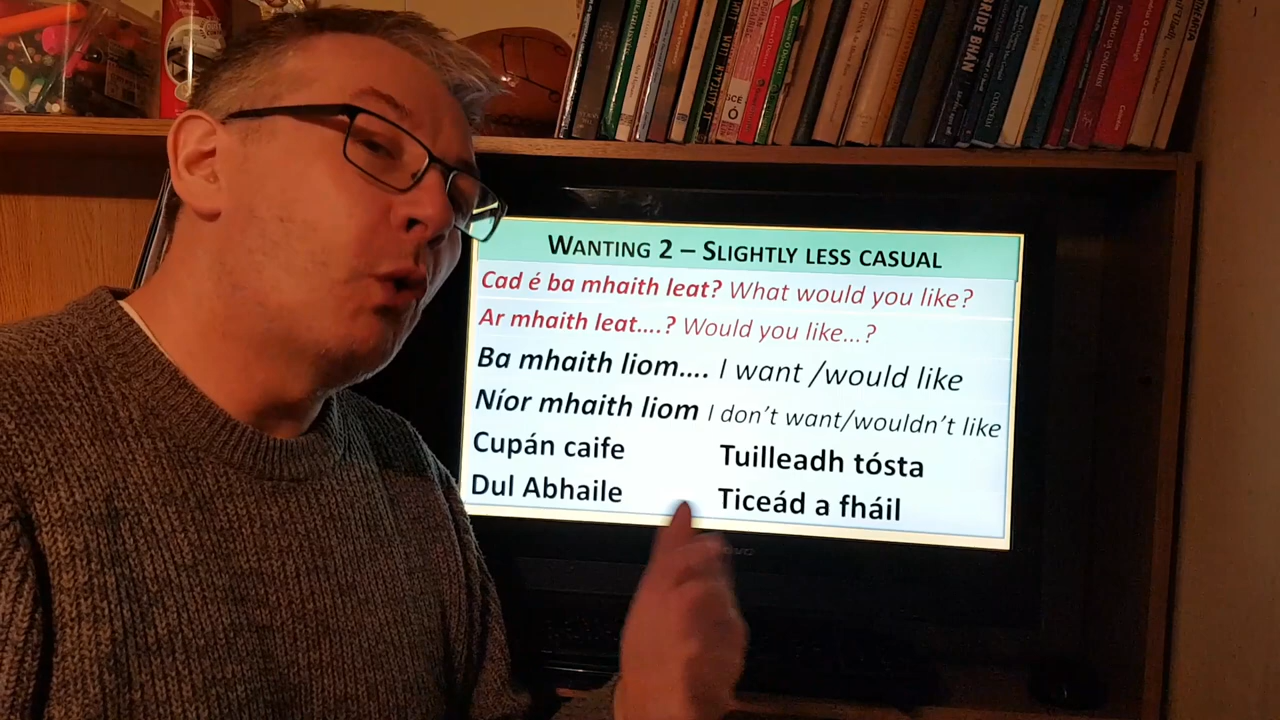 WANTING 2 – SLIGHTLY LESS CASUAL
Cad é ba mhaith leat? What would you like?
Ar mhaith leat....? Would you like...?
Ba mhaith liom.... I want /would like
Níor mhaith liom I don't want/wouldn't like
Cupán caife Tuilleadh tósta
Dul Abhaile Ticeád a fháil